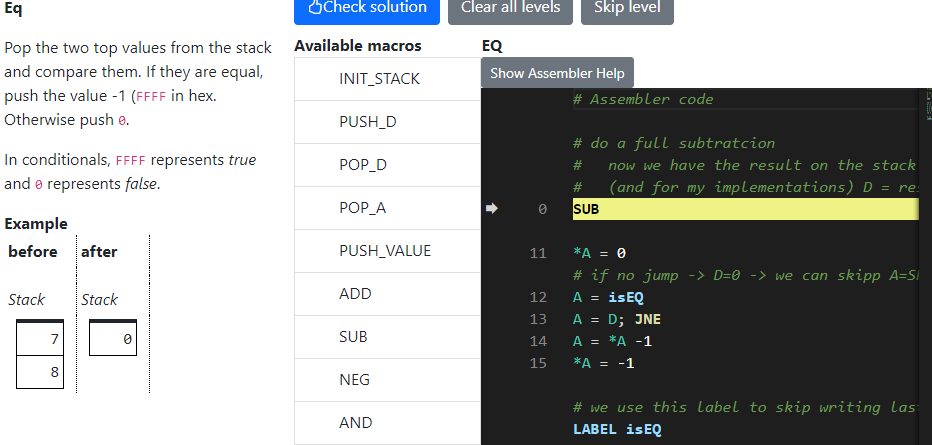 Eq
Check solution
Clear all levels
Skip level
Pop the two top values from the stack
and compare them. If they are equal,
push the value -1 (FFFF in hex.
Otherwise push 0.
In conditionals, FFFF represents true
and 0 represents false.
Example
before after
Stack Stack
7 0
8
Available macros
INIT_STACK
PUSH_D
POP_D
POP_A
PUSH_VALUE
ADD
SUB
NEG
AND
EQ
Show Assembler Help
# Assembler code
# do a full subtratcion
# now we have the result on the stack
# (and for my implementations) D =
0 SUB
11 *A = 0
# if no jump -> D=0 -> we can skipp
12 A = isEQ
13 A = D; JNE
14 A = *A -1
15 *A = -1
# we use this label to skip writing
LABEL isEQ